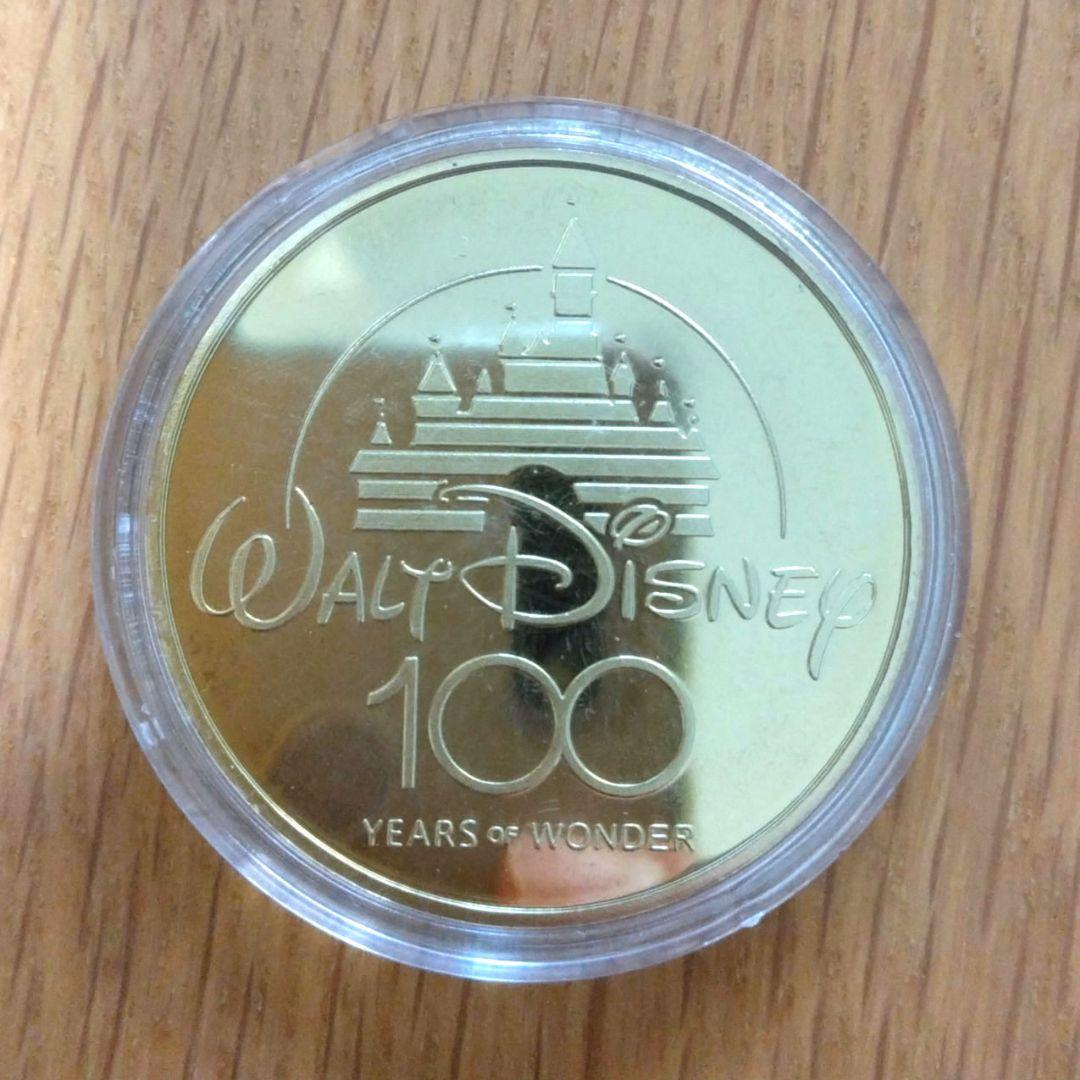 WALT DISNEY
100
YEARS OF WONDER